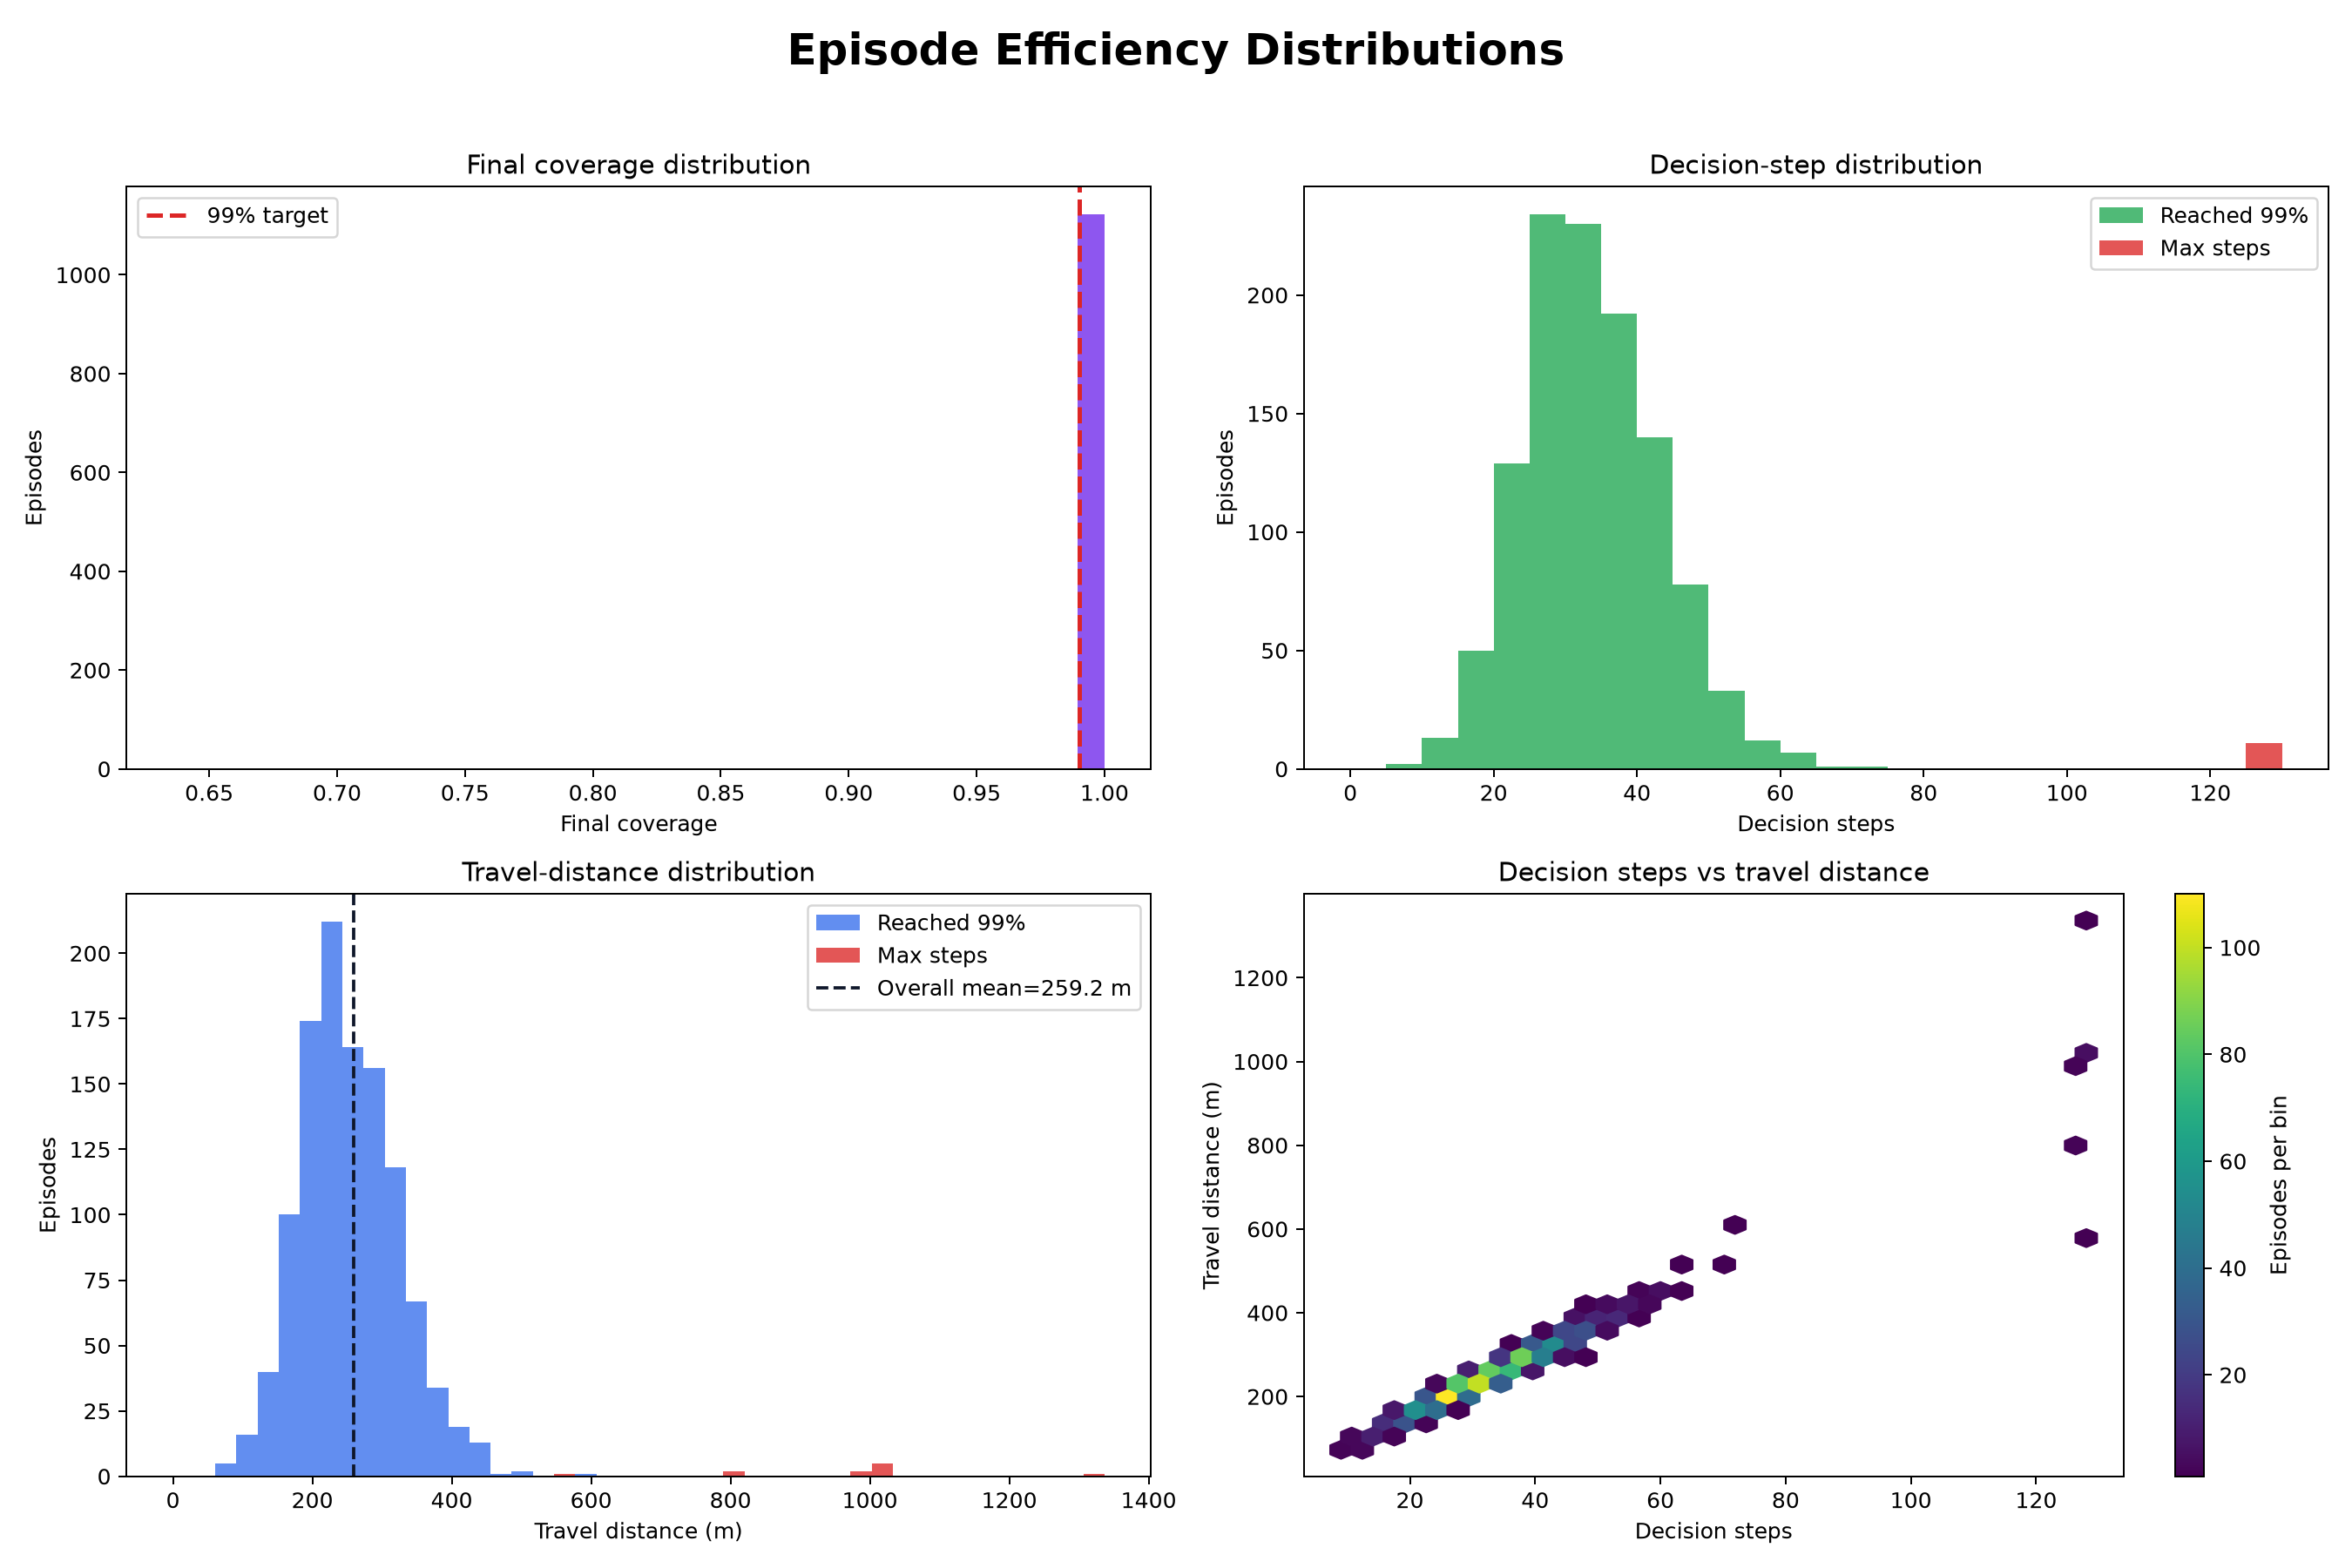 Episode Efficiency Distributions
Final coverage distribution
99% target
Episodes
1000
800
600
400
200
0
0.65 0.70 0.75 0.80 0.85 0.90 0.95 1.00
Final coverage
Decision-step distribution
Reached 99%
Max steps
Episodes
200
150
100
50
0
0 20 40 60 80 100 120
Decision steps
Travel-distance distribution
Reached 99%
Max steps
Overall mean=259.2 m
Episodes
200
175
150
125
100
75
50
25
0
0 200 400 600 800 1000 1200 1400
Travel distance (m)
Decision steps vs travel distance
Travel distance (m)
1200
1000
800
600
400
200
20 40 60 80 100 120
Decision steps
100
80
60
40
20
Episodes per bin